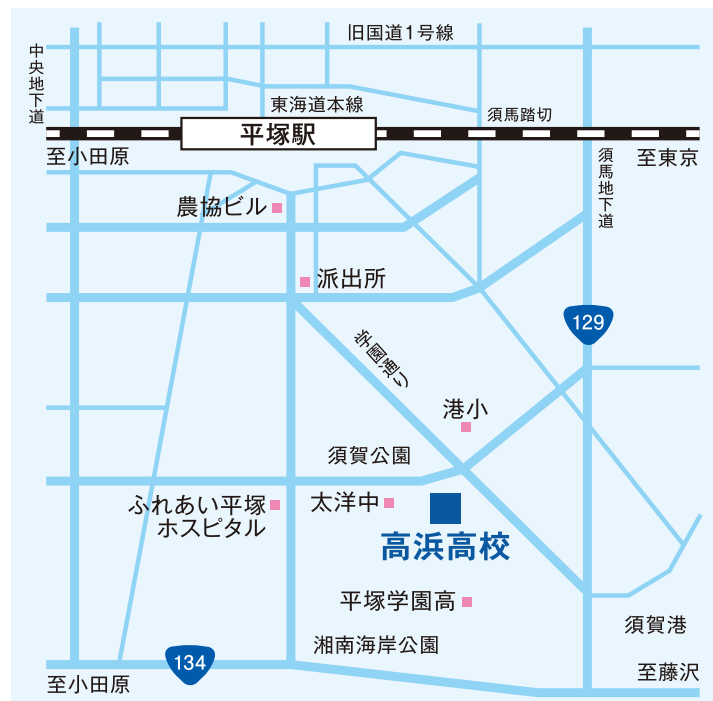 旧国道1号線
中央地下道
東海道本線
須馬踏切
平塚駅
至小田原
至東京
須馬地下道
農協ビル
派出所
129
学園通り
港小
須賀公園
ふれあい平塚
ホスピタル
太洋中
高浜高校
平塚学園高
須賀港
湘南海岸公園
134
至藤沢
至小田原